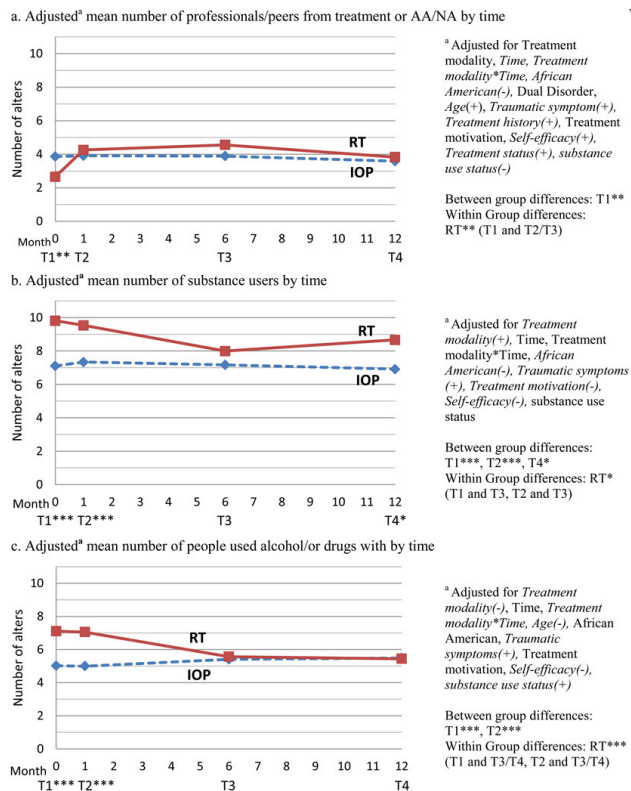 a. Adjustedᵃ mean number of professionals/peers from treatment or AA/NA by time
10
8
6
4
2
0
Number of alters
RT
IOP
Month 0 1 2 3 4 5 6 7 8 9 10 11 12
T1** T2 T3 T4
ᵃ Adjusted for Treatment
modality, Time, Treatment
modality*Time, African
American(-), Dual Disorder,
Age(+), Traumatic symptom(+),
Treatment history(+), Treatment
motivation, Self-efficacy(+),
Treatment status(+), substance
use status(-)
Between group differences: T1**
Within Group differences:
RT** (T1 and T2/T3)
b. Adjustedᵃ mean number of substance users by time
10
8
6
4
2
0
Number of alters
RT
IOP
Month 0 1 2 3 4 5 6 7 8 9 10 11 12
T1*** T2*** T3 T4*
ᵃ Adjusted for Treatment
modality(+), Time, Treatment
modality*Time, African
American(-), Traumatic symptoms
(+), Treatment motivation(-),
Self-efficacy(-), substance use
status
Between group differences:
T1***, T2***, T4*
Within Group differences: RT*
(T1 and T3, T2 and T3)
c. Adjustedᵃ mean number of people used alcohol/or drugs with by time
10
8
6
4
2
0
Number of alters
RT
IOP
Month 0 1 2 3 4 5 6 7 8 9 10 11 12
T1*** T2*** T3 T4
ᵃ Adjusted for Treatment
modality(-), Time, Treatment
modality*Time, Age(-), African
American, Traumatic
symptoms(+), Treatment
motivation, Self-efficacy(-),
substance use status(+)
Between group differences:
T1***, T2***
Within Group differences: RT***
(T1 and T3/T4, T2 and T3/T4)